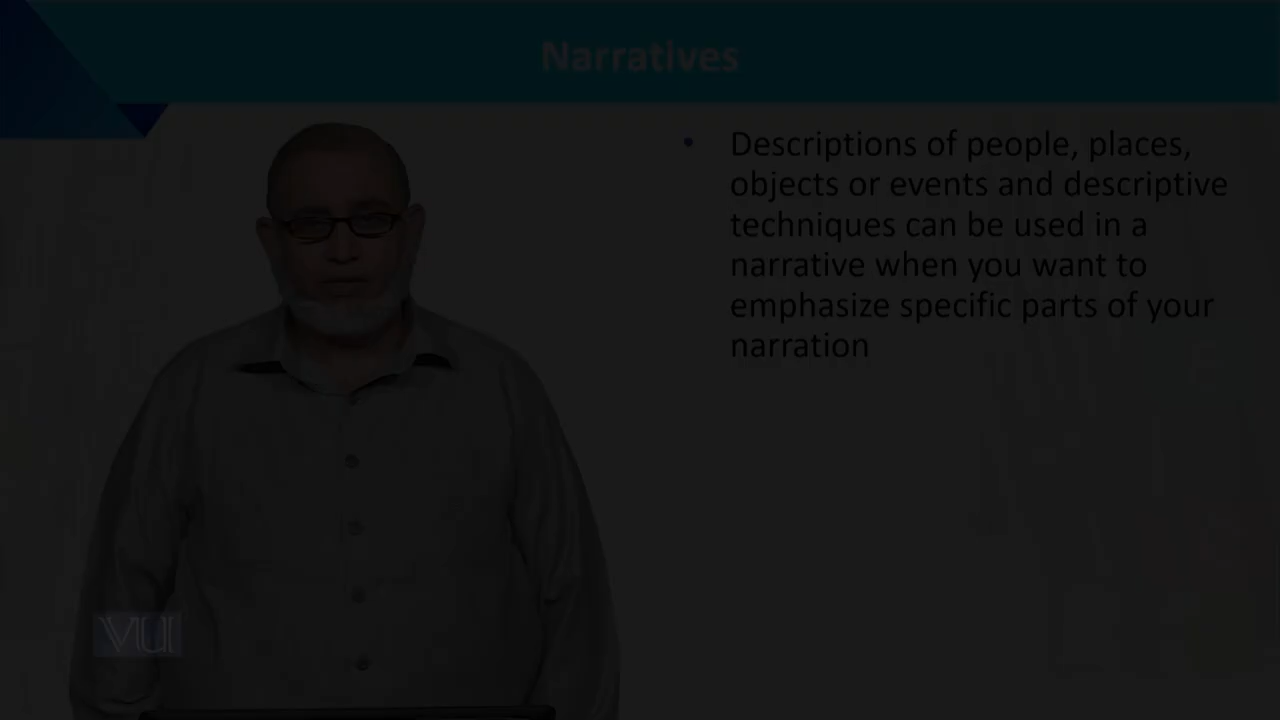 Narratives
• Descriptions of people, places,
objects or events and descriptive
techniques can be used in a
narrative when you want to
emphasize specific parts of your
narration
VU